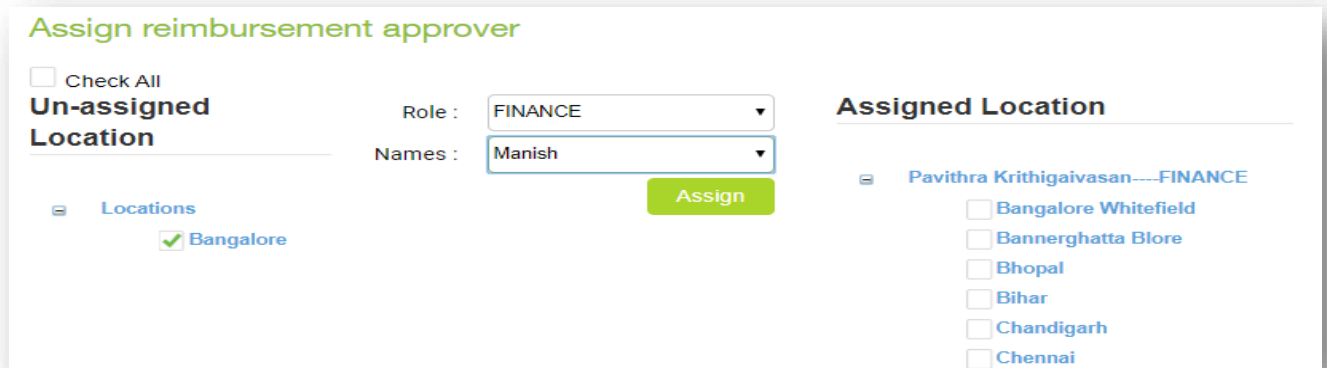 Assign reimbursement approver
Check All
Un-assigned
Location
Role :
FINANCE
Names :
Manish
Assign
Locations
Bangalore
Assigned Location
Pavithra Krithigaivasan----FINANCE
Bangalore Whitefield
Bannerghatta Blore
Bhopal
Bihar
Chandigarh
Chennai